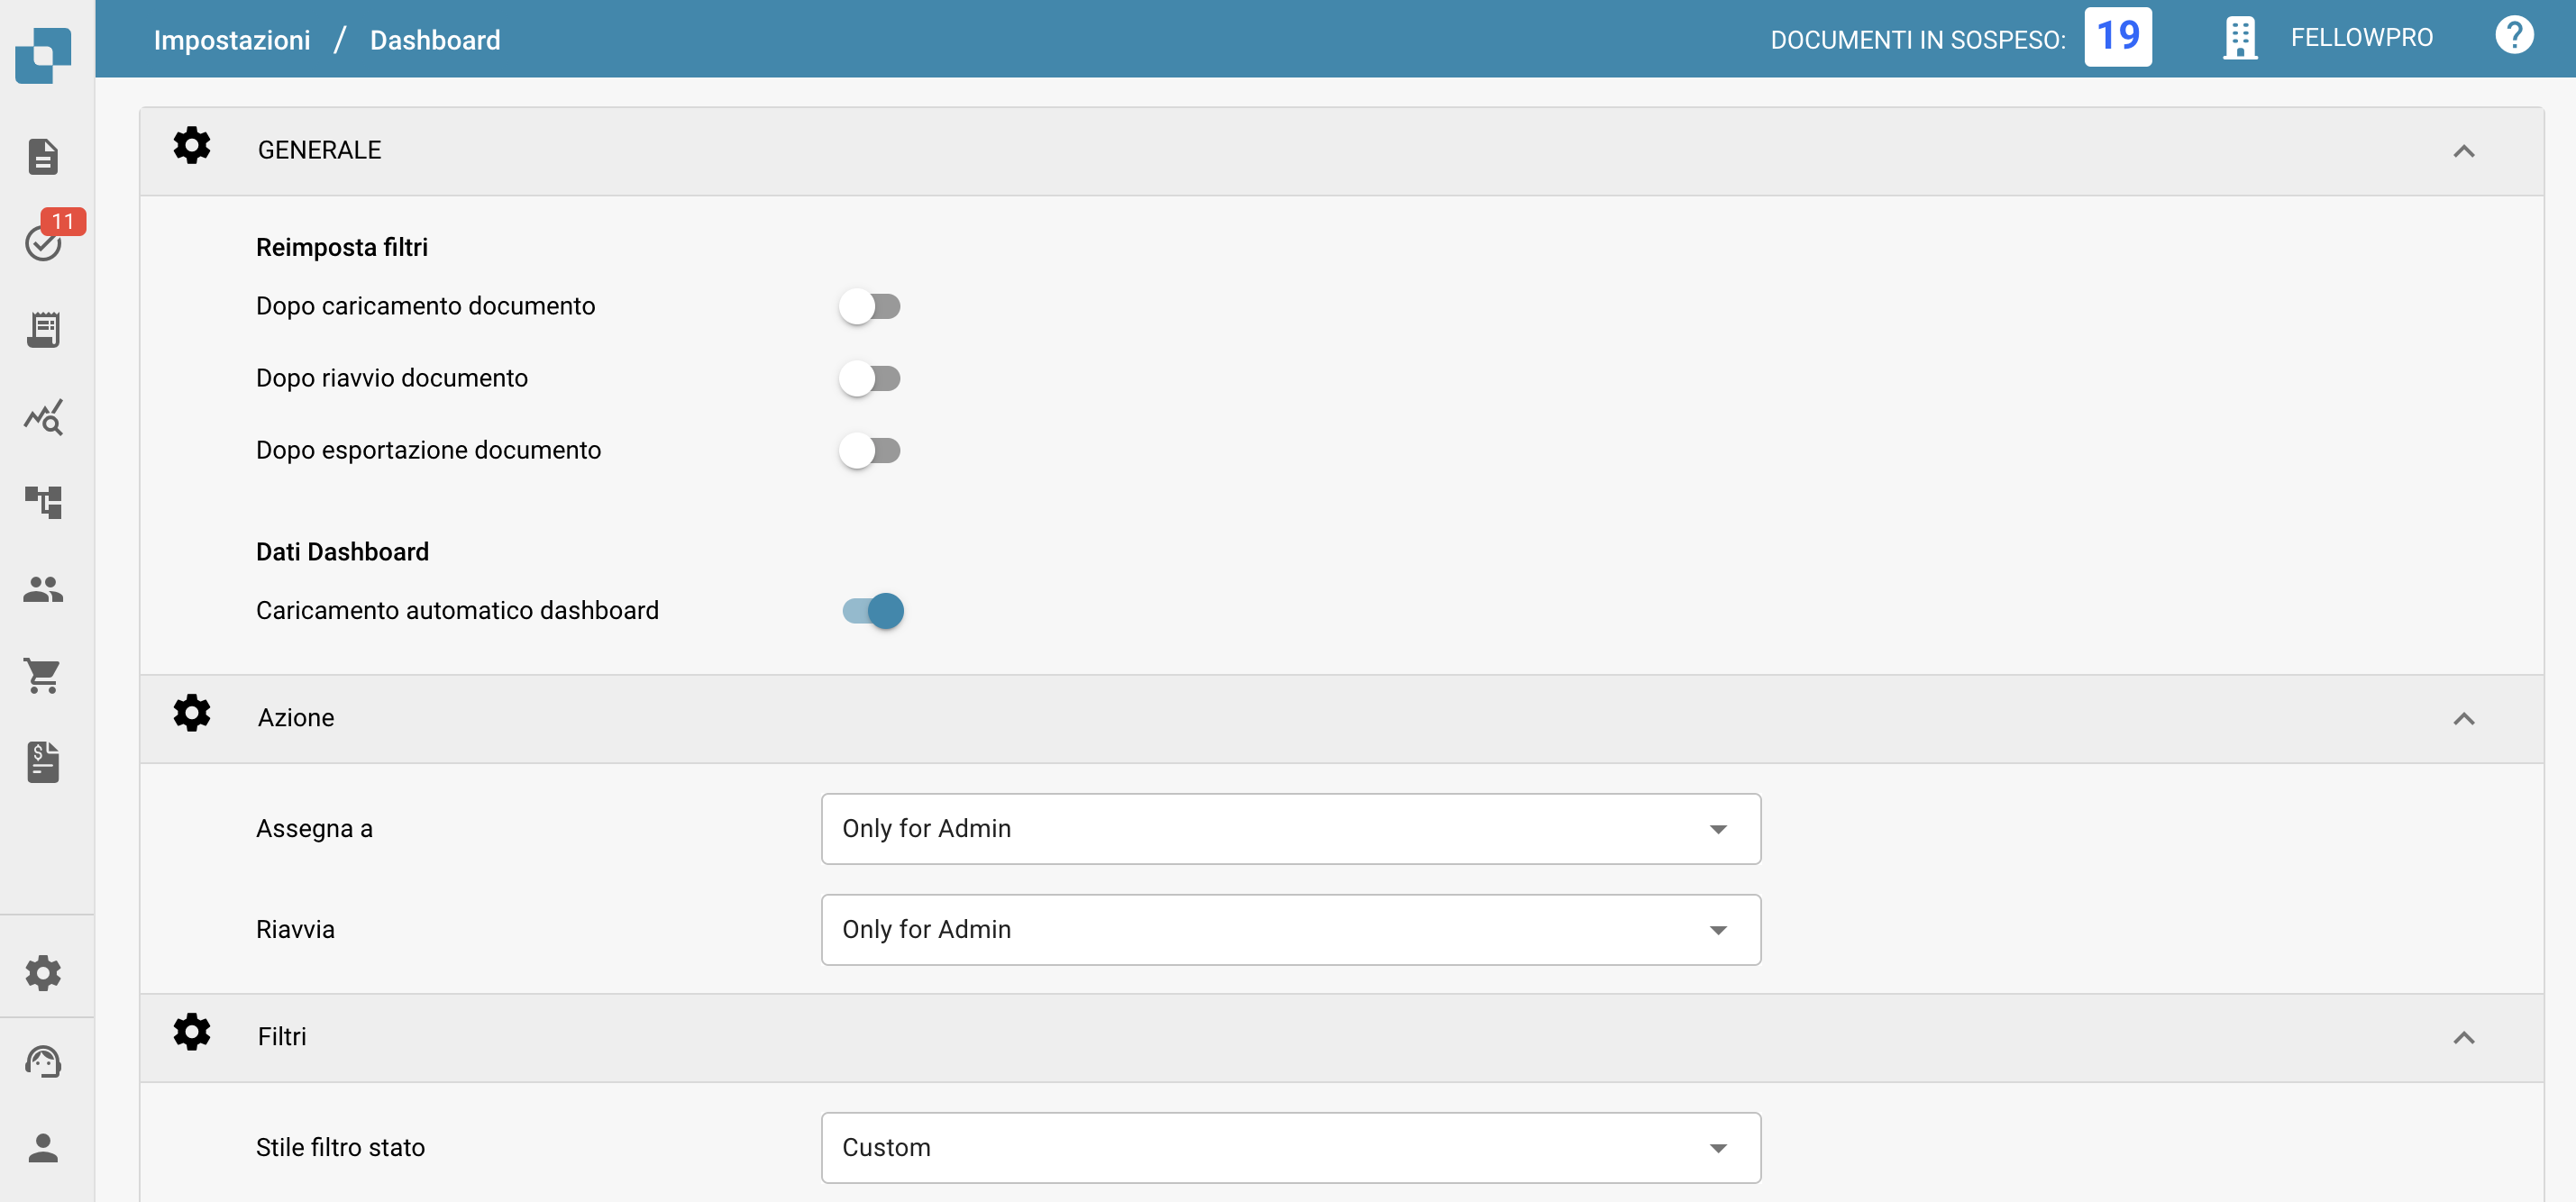 Impostazioni / Dashboard
DOCUMENTI IN SOSPESO: 19
FELLOWPRO
?
11
$
GENERALE
Reimposta filtri
Dopo caricamento documento
Dopo riavvio documento
Dopo esportazione documento
Dati Dashboard
Caricamento automatico dashboard
Azione
Assegna a
Only for Admin
Riavvia
Only for Admin
Filtri
Stile filtro stato
Custom